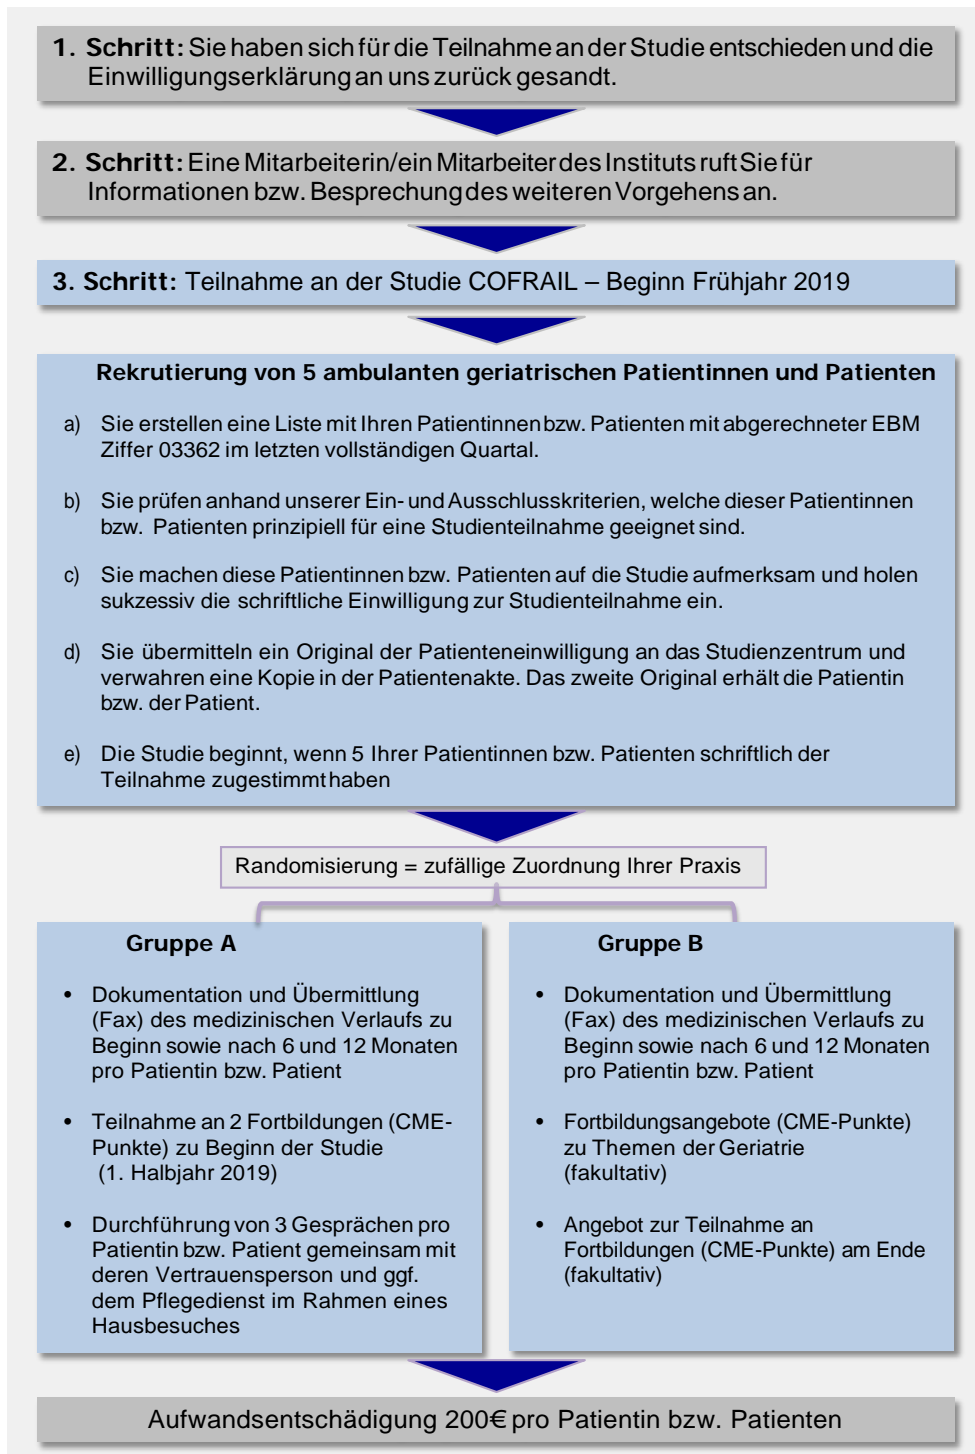 1. Schritt: Sie haben sich für die Teilnahme an der Studie entschieden und die
Einwilligungserklärung an uns zurück gesandt.
2. Schritt: Eine Mitarbeiterin/ein Mitarbeiter des Instituts ruft Sie für
Informationen bzw. Besprechung des weiteren Vorgehens an.
3. Schritt: Teilnahme an der Studie COFRAIL – Beginn Frühjahr 2019
Rekrutierung von 5 ambulanten geriatrischen Patientinnen und Patienten
a) Sie erstellen eine Liste mit Ihren Patientinnen bzw. Patienten mit abgerechneter EBM
Ziffer 03362 im letzten vollständigen Quartal.
b) Sie prüfen anhand unserer Ein- und Ausschlusskriterien, welche dieser Patientinnen
bzw. Patienten prinzipiell für eine Studienteilnahme geeignet sind.
c) Sie machen diese Patientinnen bzw. Patienten auf die Studie aufmerksam und holen
sukzessiv die schriftliche Einwilligung zur Studienteilnahme ein.
d) Sie übermitteln ein Original der Patienteneinwilligung an das Studienzentrum und
verwahren eine Kopie in der Patientenakte. Das zweite Original erhält die Patientin
bzw. der Patient.
e) Die Studie beginnt, wenn 5 Ihrer Patientinnen bzw. Patienten schriftlich der
Teilnahme zugestimmt haben
Randomisierung = zufällige Zuordnung Ihrer Praxis
Gruppe A
• Dokumentation und Übermittlung
(Fax) des medizinischen Verlaufs zu
Beginn sowie nach 6 und 12 Monaten
pro Patientin bzw. Patient
• Teilnahme an 2 Fortbildungen (CME-
Punkte) zu Beginn der Studie
(1. Halbjahr 2019)
• Durchführung von 3 Gesprächen pro
Patientin bzw. Patient gemeinsam mit
deren Vertrauensperson und ggf.
dem Pflegedienst im Rahmen eines
Hausbesuches
Gruppe B
• Dokumentation und Übermittlung
(Fax) des medizinischen Verlaufs zu
Beginn sowie nach 6 und 12 Monaten
pro Patientin bzw. Patient
• Fortbildungsangebote (CME-Punkte)
zu Themen der Geriatrie
(fakultativ)
• Angebot zur Teilnahme an
Fortbildungen (CME-Punkte) am Ende
(fakultativ)
Aufwandsentschädigung 200€ pro Patientin bzw. Patienten